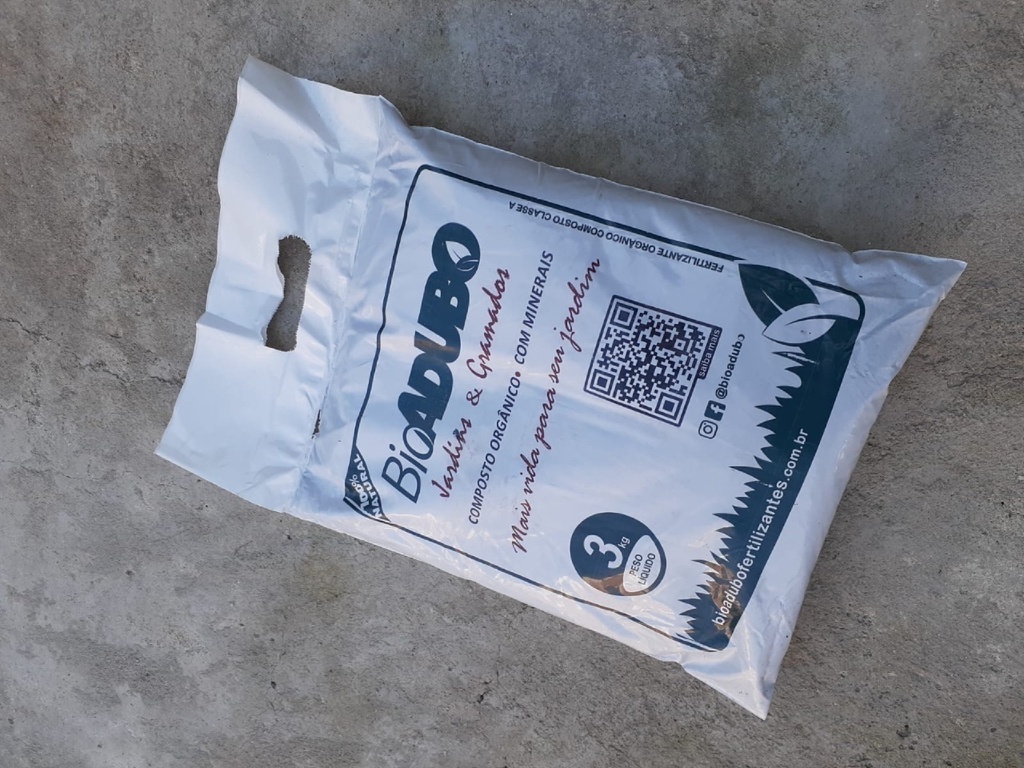 100%
NATURAL
BIOADUBO
Jardins & Gramados
COMPOSTO ORGÂNICO • COM MINERAIS
Mais vida para seu jardim
FERTILIZANTE ORGÂNICO COMPOSTO CLASSE A
saiba mais
@bioadubo
3 kg
PESO
LÍQUIDO
bioadubofertilizantes.com.br